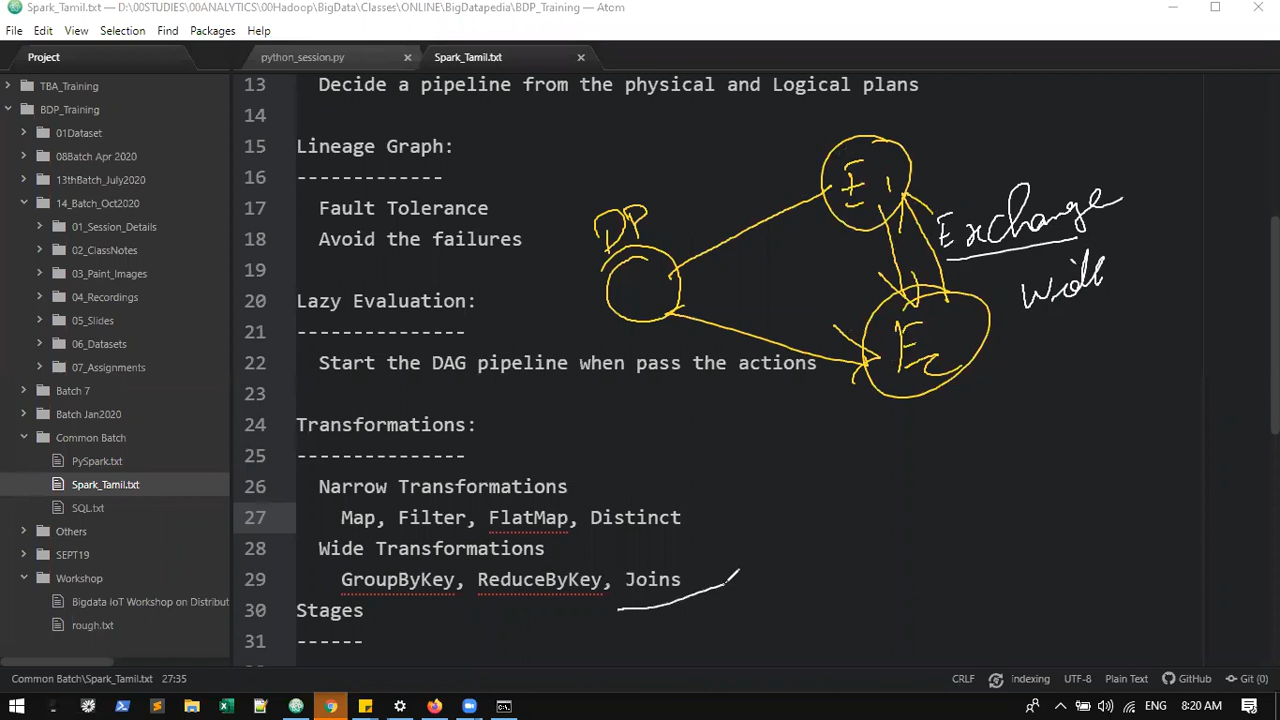 Spark_Tamil.txt — D:\00STUDIES\00ANALYTICS\00Hadoop\BigData\Classes\ONLINE\BigDatapedia\BDP_Training — Atom
File Edit View Selection Find Packages Help
Project
python_session.py
Spark_Tamil.txt
TBA_Training
BDP_Training
01Dataset
08Batch Apr 2020
13thBatch_July2020
14_Batch_Oct2020
01_Session_Details
02_ClassNotes
03_Paint_Images
04_Recordings
05_Slides
06_Datasets
07_Assignments
Batch 7
Batch Jan2020
Common Batch
PySpark.txt
Spark_Tamil.txt
SQL.txt
Others
SEPT19
Workshop
Bigdata IoT Workshop on Distribut
rough.txt
13 Decide a pipeline from the physical and Logical plans
14
15 Lineage Graph:
16 -------------
17 Fault Tolerance
18 Avoid the failures
19
20 Lazy Evaluation:
21 ---------------
22 Start the DAG pipeline when pass the actions
23
24 Transformations:
25 ---------------
26 Narrow Transformations
27 Map, Filter, FlatMap, Distinct
28 Wide Transformations
29 GroupByKey, ReduceByKey, Joins
30 Stages
31 ------
DP
E1
E2
Exchange
Common Batch\Spark_Tamil.txt 27:35
CRLF Indexing UTF-8 Plain Text GitHub Git (0)
ENG 8:20 AM